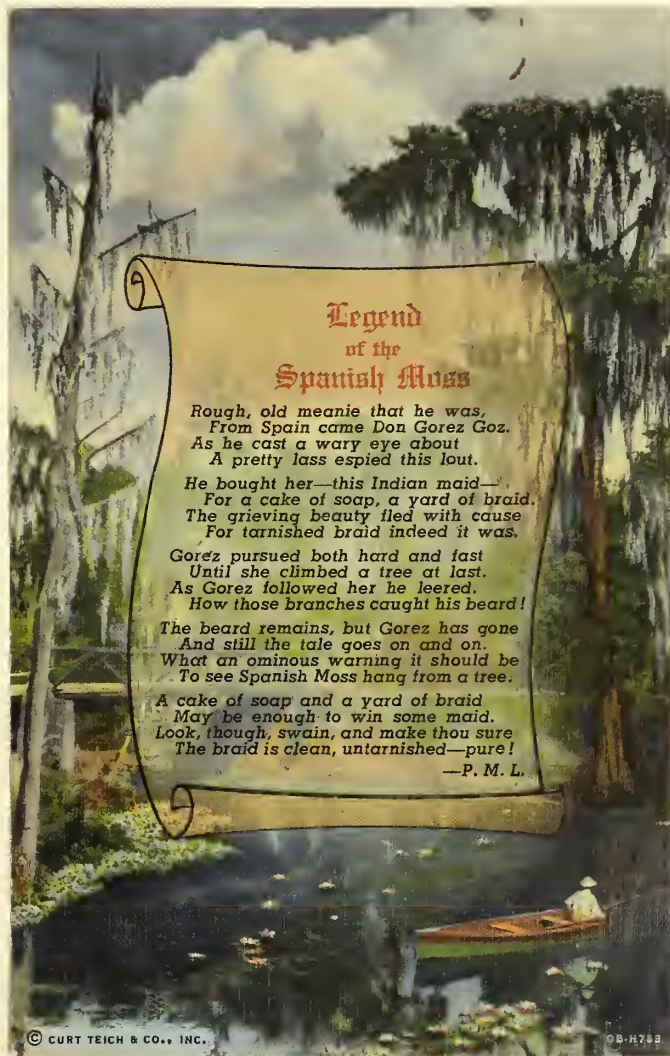 Legend
of the
Spanish Moss
Rough, old meanie that he was,
From Spain came Don Gorez Goz.
As he cast a wary eye about
A pretty lass espied this lout.
He bought her—this Indian maid—
For a cake of soap, a yard of braid.
The grieving beauty fled with cause
For tarnished braid indeed it was.
Gorez pursued both hard and fast
Until she climbed a tree at last.
As Gorez followed her he leered.
How those branches caught his beard!
The beard remains, but Gorez has gone
And still the tale goes on and on.
What an ominous warning it should be
To see Spanish Moss hang from a tree.
A cake of soap and a yard of braid
May be enough to win some maid.
Look, though, swain, and make thou sure
The braid is clean, untarnished—pure!
—P. M. L.
© CURT TEICH & CO., INC.